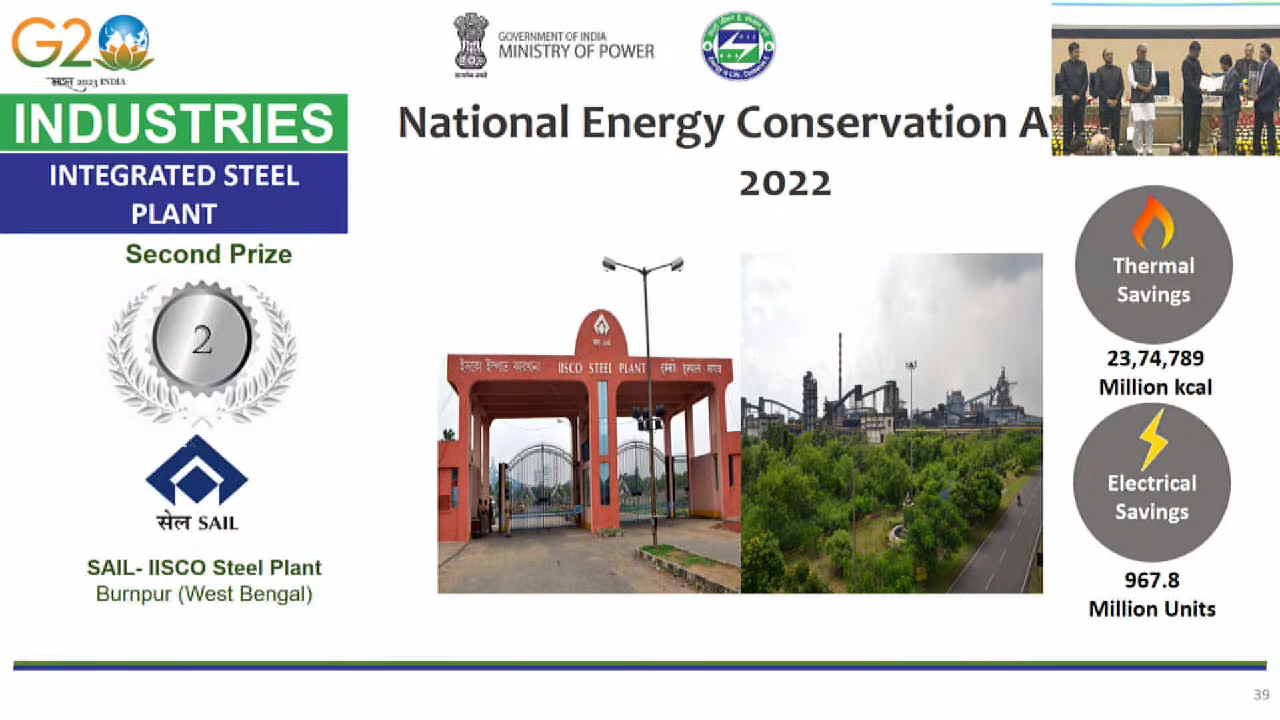 G20
2023 INDIA
GOVERNMENT OF INDIA
MINISTRY OF POWER
INDUSTRIES
INTEGRATED STEEL
PLANT
National Energy Conservation A
2022
Second Prize
2
सेल SAIL
SAIL- IISCO Steel Plant
Burnpur (West Bengal)
IISCO STEEL PLANT
Thermal
Savings
23,74,789
Million kcal
Electrical
Savings
967.8
Million Units
39